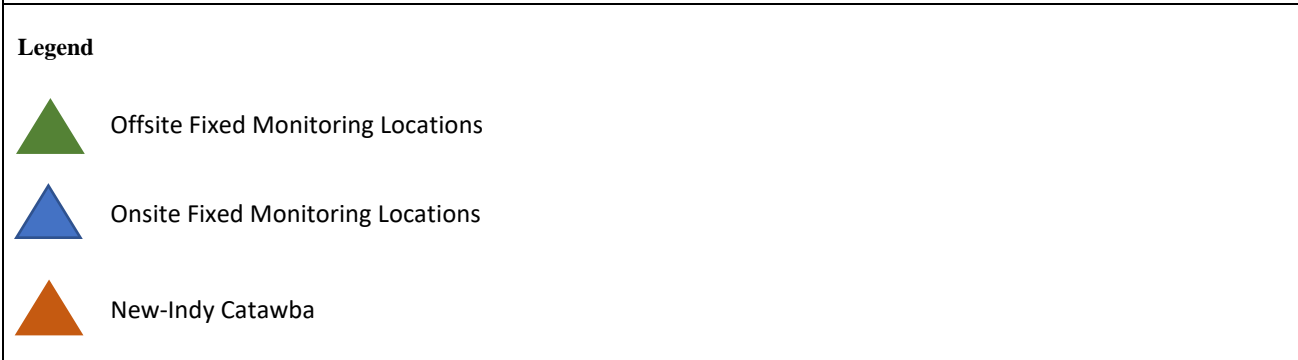 Legend
Offsite Fixed Monitoring Locations
Onsite Fixed Monitoring Locations
New-Indy Catawba